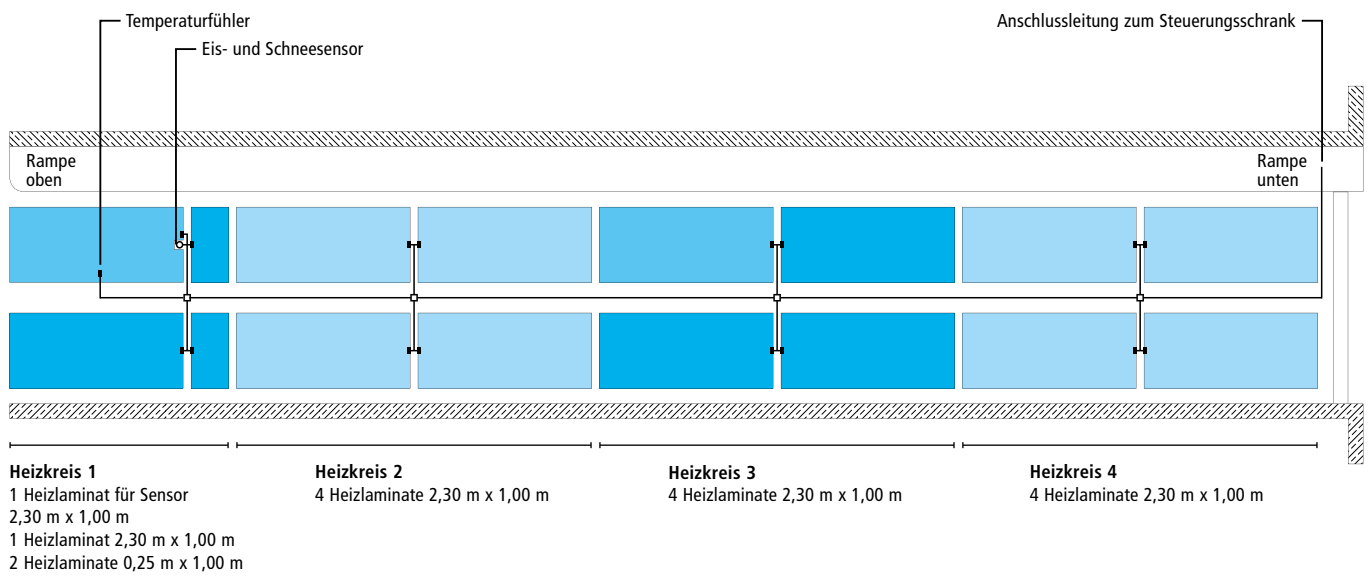 Temperaturfühler
Eis- und Schneesensor
Anschlussleitung zum Steuerungsschrank
Rampe
oben
Rampe
unten
Heizkreis 1
1 Heizlaminat für Sensor
2,30 m x 1,00 m
1 Heizlaminat 2,30 m x 1,00 m
2 Heizlaminate 0,25 m x 1,00 m
Heizkreis 2
4 Heizlaminate 2,30 m x 1,00 m
Heizkreis 3
4 Heizlaminate 2,30 m x 1,00 m
Heizkreis 4
4 Heizlaminate 2,30 m x 1,00 m